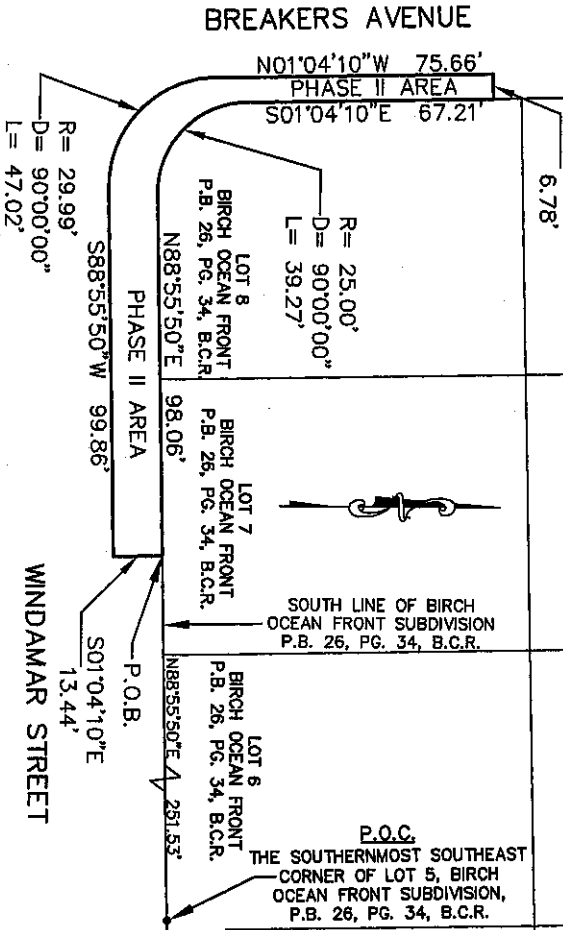 BREAKERS AVENUE
N01°04'10"W 75.66'
PHASE II AREA
S01°04'10"E 67.21'
6.78'
R= 25.00'
D= 90°00'00"
L= 39.27'
R= 29.99'
D= 90°00'00"
L= 47.02'
LOT 8
BIRCH OCEAN FRONT
P.B. 26, PG. 34, B.C.R.
N88°55'50"E 98.06'
PHASE II AREA
S88°55'50"W 99.86'
LOT 7
BIRCH OCEAN FRONT
P.B. 26, PG. 34, B.C.R.
SOUTH LINE OF BIRCH
OCEAN FRONT SUBDIVISION
P.B. 26, PG. 34, B.C.R.
P.O.B.
S01°04'10"E
13.44'
WINDAMAR STREET
LOT 6
BIRCH OCEAN FRONT
P.B. 26, PG. 34, B.C.R.
N88°55'50"E 251.53'
P.O.C.
THE SOUTHERNMOST SOUTHEAST
CORNER OF LOT 5, BIRCH
OCEAN FRONT SUBDIVISION,
P.B. 26, PG. 34, B.C.R.